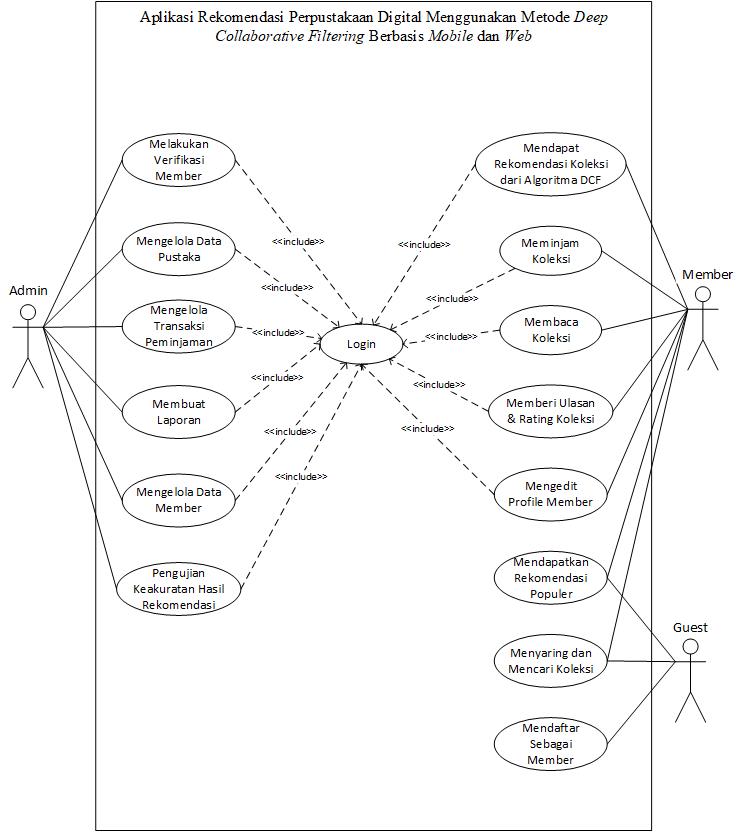 Aplikasi Rekomendasi Perpustakaan Digital Menggunakan Metode Deep
Collaborative Filtering Berbasis Mobile dan Web
Melakukan
Verifikasi
Member
Mendapat
Rekomendasi Koleksi
dari Algoritma DCF
<<include>>
<<include>>
Mengelola Data
Pustaka
Meminjam
Koleksi
Admin
Member
<<include>>
<<include>>
Mengelola
Transaksi
Peminjaman
<<include>>
Login
<<include>>
Membaca
Koleksi
<<include>>
<<include>>
Membuat
Laporan
Memberi Ulasan
& Rating Koleksi
<<include>>
<<include>>
Mengelola Data
Member
<<include>>
Mengedit
Profile Member
Pengujian
Keakuratan Hasil
Rekomendasi
Mendapatkan
Rekomendasi
Populer
Guest
Menyaring dan
Mencari Koleksi
Mendaftar
Sebagai
Member